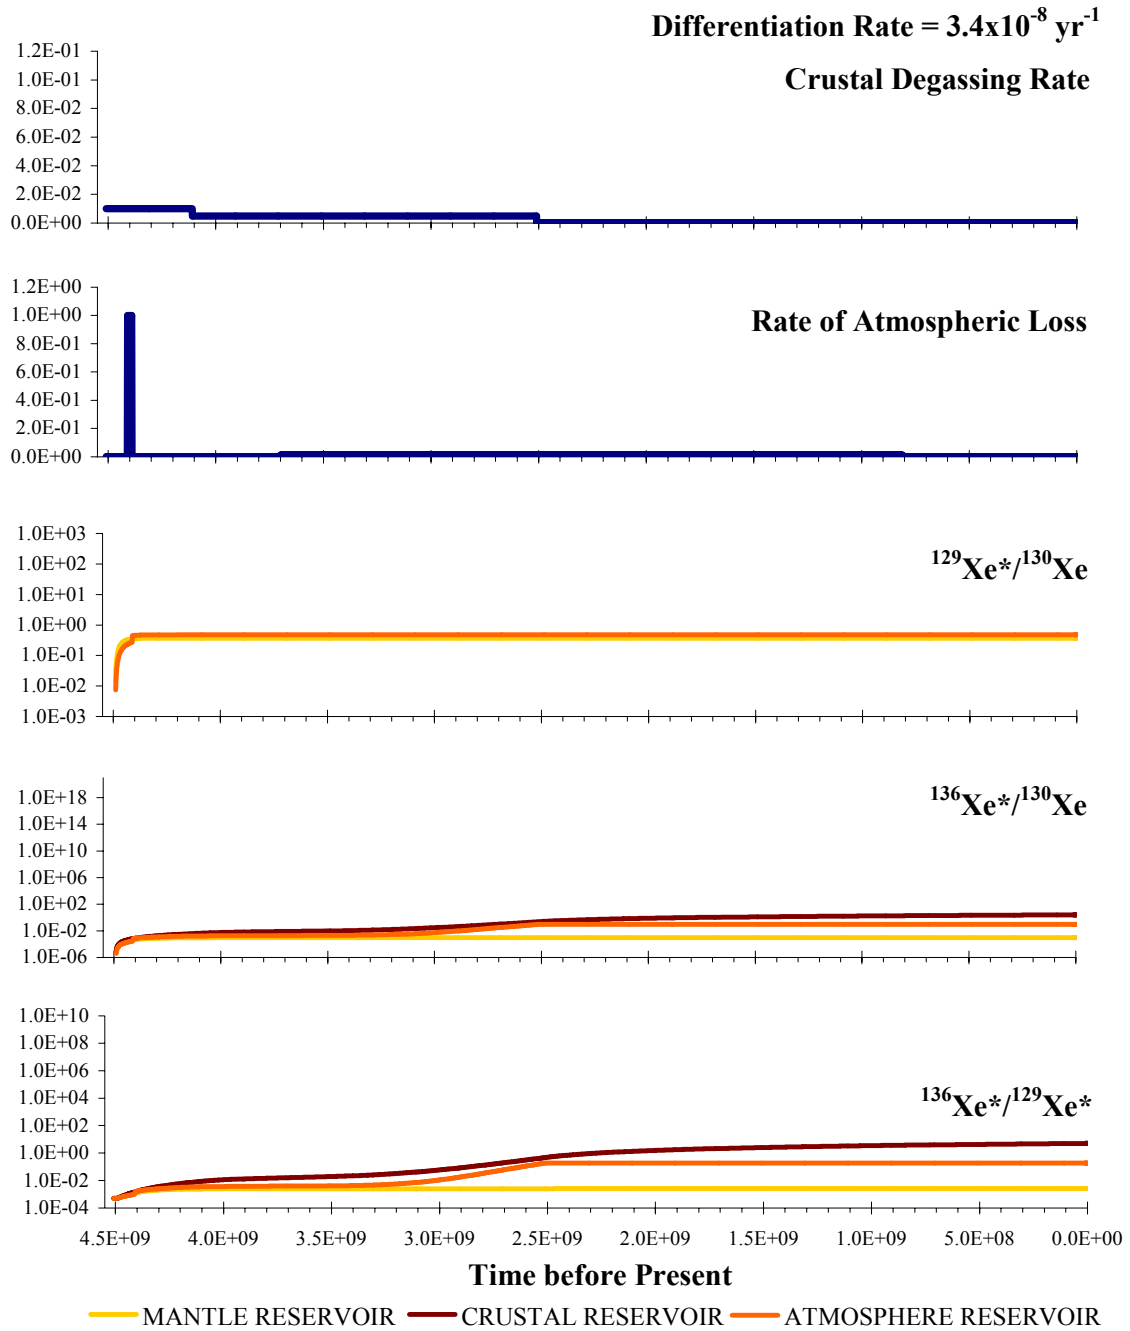 Differentiation Rate = 3.4x10⁻⁸ yr⁻¹
Crustal Degassing Rate
1.2E-01
1.0E-01
8.0E-02
6.0E-02
4.0E-02
2.0E-02
0.0E+00
Rate of Atmospheric Loss
1.2E+00
1.0E+00
8.0E-01
6.0E-01
4.0E-01
2.0E-01
0.0E+00
¹²⁹Xe*/¹³⁰Xe
1.0E+03
1.0E+02
1.0E+01
1.0E+00
1.0E-01
1.0E-02
1.0E-03
¹³⁶Xe*/¹³⁰Xe
1.0E+18
1.0E+14
1.0E+10
1.0E+06
1.0E+02
1.0E-02
1.0E-06
¹³⁶Xe*/¹²⁹Xe*
1.0E+10
1.0E+08
1.0E+06
1.0E+04
1.0E+02
1.0E+00
1.0E-02
1.0E-04
4.5E+09 4.0E+09 3.5E+09 3.0E+09 2.5E+09 2.0E+09 1.5E+09 1.0E+09 5.0E+08 0.0E+00
Time before Present
MANTLE RESERVOIR CRUSTAL RESERVOIR ATMOSPHERE RESERVOIR